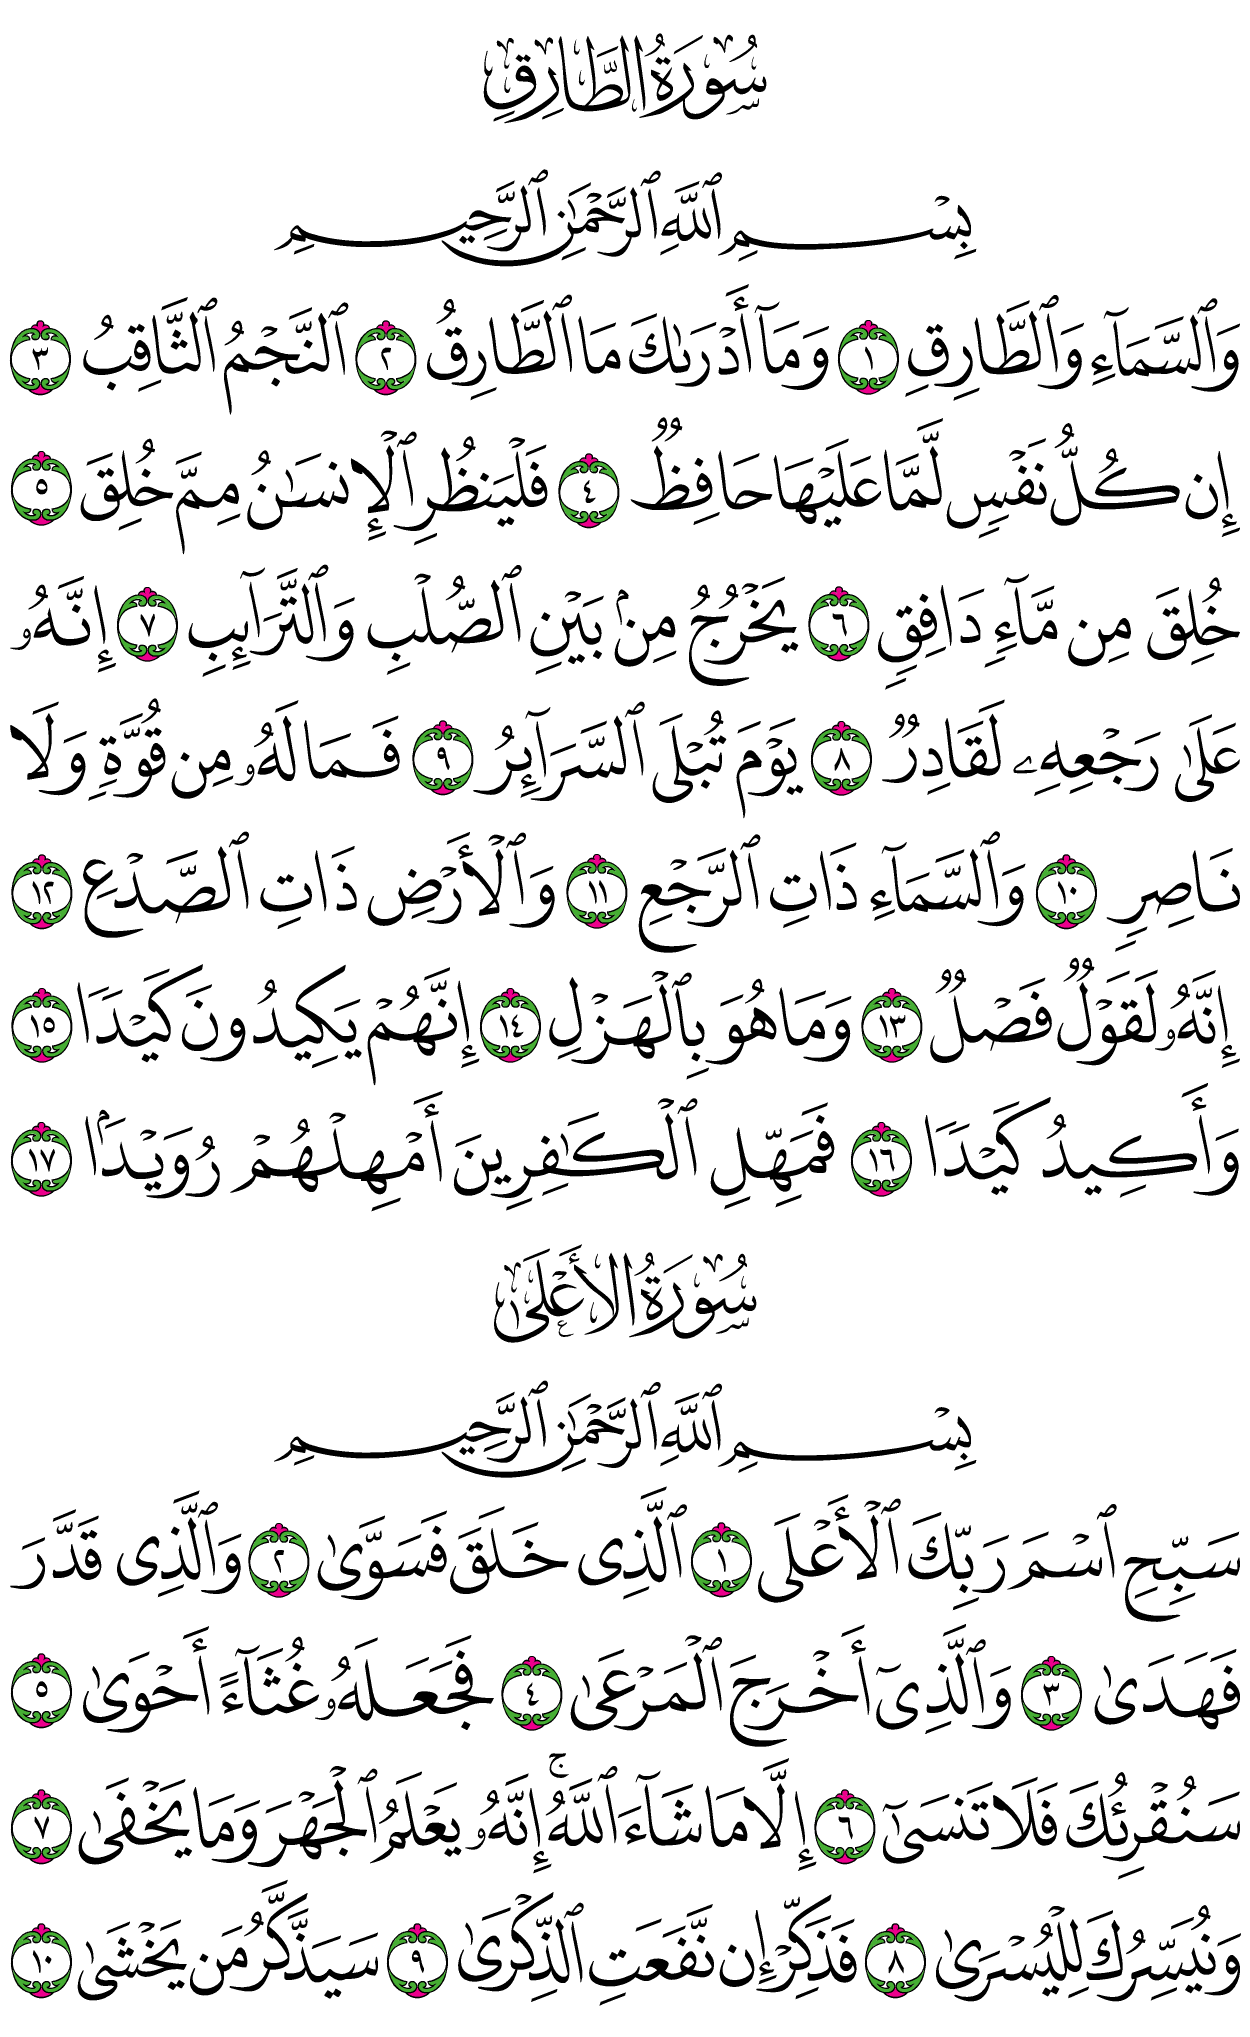 سُورَةُ الطَّارِقِ
بِسْمِ ٱللَّهِ ٱلرَّحْمَٰنِ ٱلرَّحِيمِ
وَٱلسَّمَآءِ وَٱلطَّارِقِ ١ وَمَآ أَدْرَىٰكَ مَا ٱلطَّارِقُ ٢ ٱلنَّجْمُ ٱلثَّاقِبُ ٣
إِن كُلُّ نَفْسٍ لَّمَّا عَلَيْهَا حَافِظٌ ٤ فَلْيَنظُرِ ٱلْإِنسَٰنُ مِمَّ خُلِقَ ٥
خُلِقَ مِن مَّآءٍ دَافِقٍ ٦ يَخْرُجُ مِنۢ بَيْنِ ٱلصُّلْبِ وَٱلتَّرَآئِبِ ٧ إِنَّهُۥ
عَلَىٰ رَجْعِهِۦ لَقَادِرٌ ٨ يَوْمَ تُبْلَى ٱلسَّرَآئِرُ ٩ فَمَا لَهُۥ مِن قُوَّةٍ وَلَا
نَاصِرٍ ١٠ وَٱلسَّمَآءِ ذَاتِ ٱلرَّجْعِ ١١ وَٱلْأَرْضِ ذَاتِ ٱلصَّدْعِ ١٢
إِنَّهُۥ لَقَوْلٌ فَصْلٌ ١٣ وَمَا هُوَ بِٱلْهَزْلِ ١٤ إِنَّهُمْ يَكِيدُونَ كَيْدًا ١٥
وَأَكِيدُ كَيْدًا ١٦ فَمَهِّلِ ٱلْكَٰفِرِينَ أَمْهِلْهُمْ رُوَيْدَۢا ١٧
سُورَةُ الأَعْلَىٰ
بِسْمِ ٱللَّهِ ٱلرَّحْمَٰنِ ٱلرَّحِيمِ
سَبِّحِ ٱسْمَ رَبِّكَ ٱلْأَعْلَى ١ ٱلَّذِى خَلَقَ فَسَوَّىٰ ٢ وَٱلَّذِى قَدَّرَ
فَهَدَىٰ ٣ وَٱلَّذِىٓ أَخْرَجَ ٱلْمَرْعَىٰ ٤ فَجَعَلَهُۥ غُثَآءً أَحْوَىٰ ٥
سَنُقْرِئُكَ فَلَا تَنسَىٰٓ ٦ إِلَّا مَا شَآءَ ٱللَّهُ ۚ إِنَّهُۥ يَعْلَمُ ٱلْجَهْرَ وَمَا يَخْفَىٰ ٧
وَنُيَسِّرُكَ لِلْيُسْرَىٰ ٨ فَذَكِّرْ إِن نَّفَعَتِ ٱلذِّكْرَىٰ ٩ سَيَذَّكَّرُ مَن يَخْشَىٰ ١٠